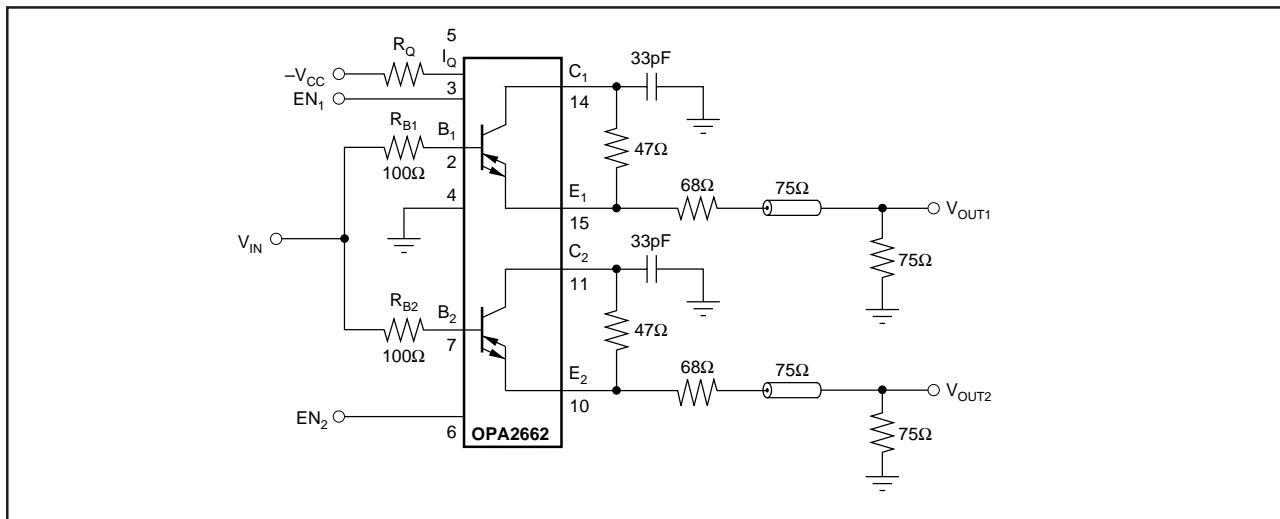 5
R_Q
I_Q
–V_CC
3
EN_1
C_1
14
33pF
47Ω
R_B1
100Ω
B_1
2
4
E_1
15
68Ω
75Ω
V_OUT1
75Ω
V_IN
C_2
11
33pF
47Ω
R_B2
100Ω
B_2
7
E_2
10
68Ω
75Ω
V_OUT2
75Ω
EN_2
6
OPA2662